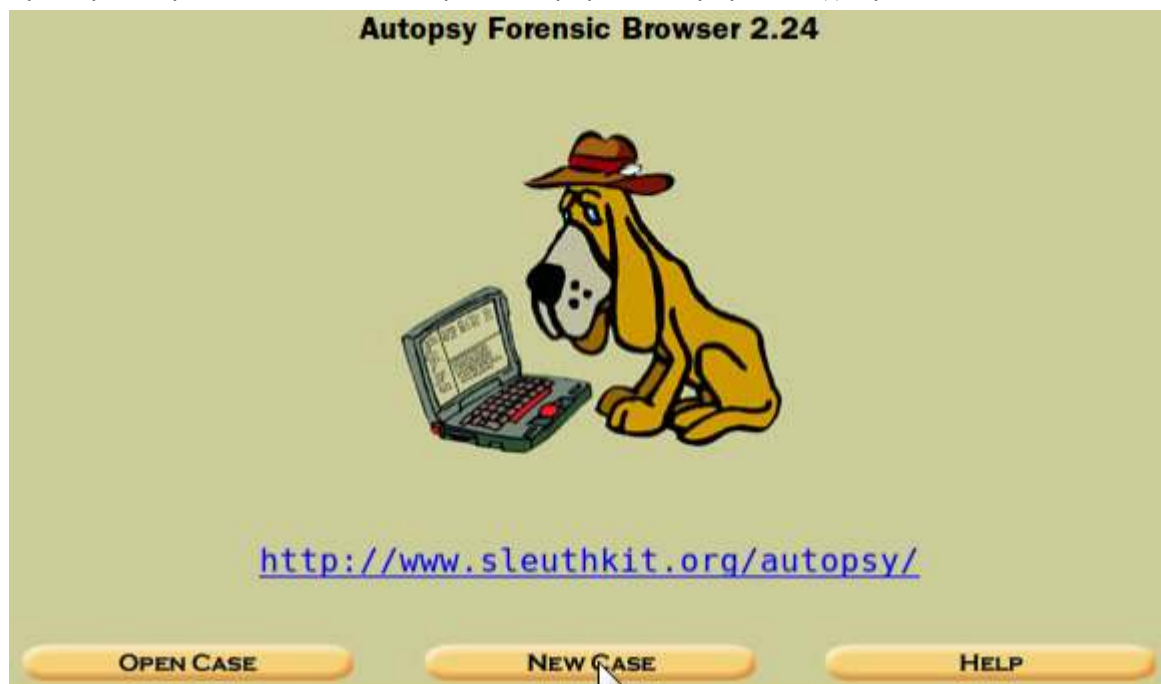 Autopsy Forensic Browser 2.24
http://www.sleuthkit.org/autopsy/
OPEN CASE
NEW CASE
HELP